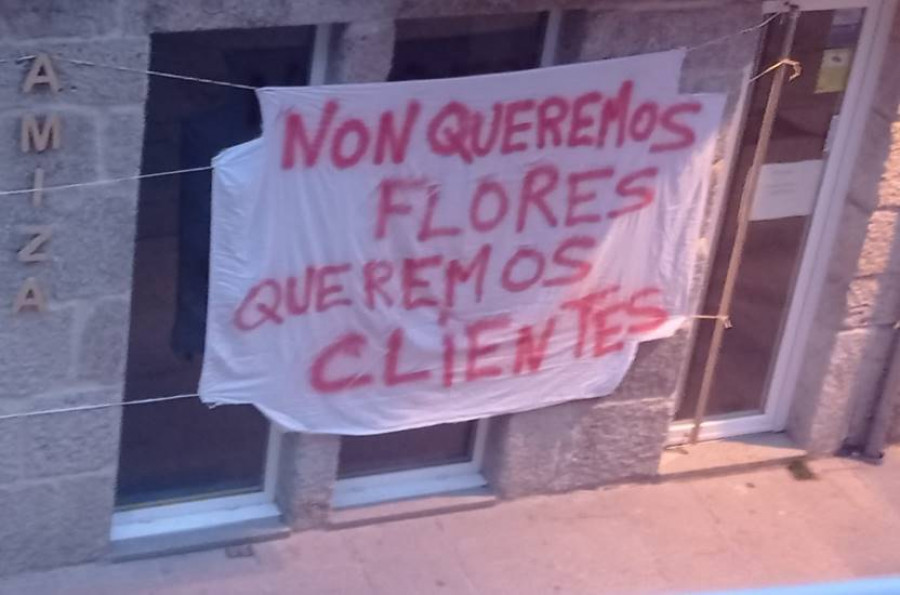 AMIZA
NON QUEREMOS
FLORES
QUEREMOS
CLIENTES